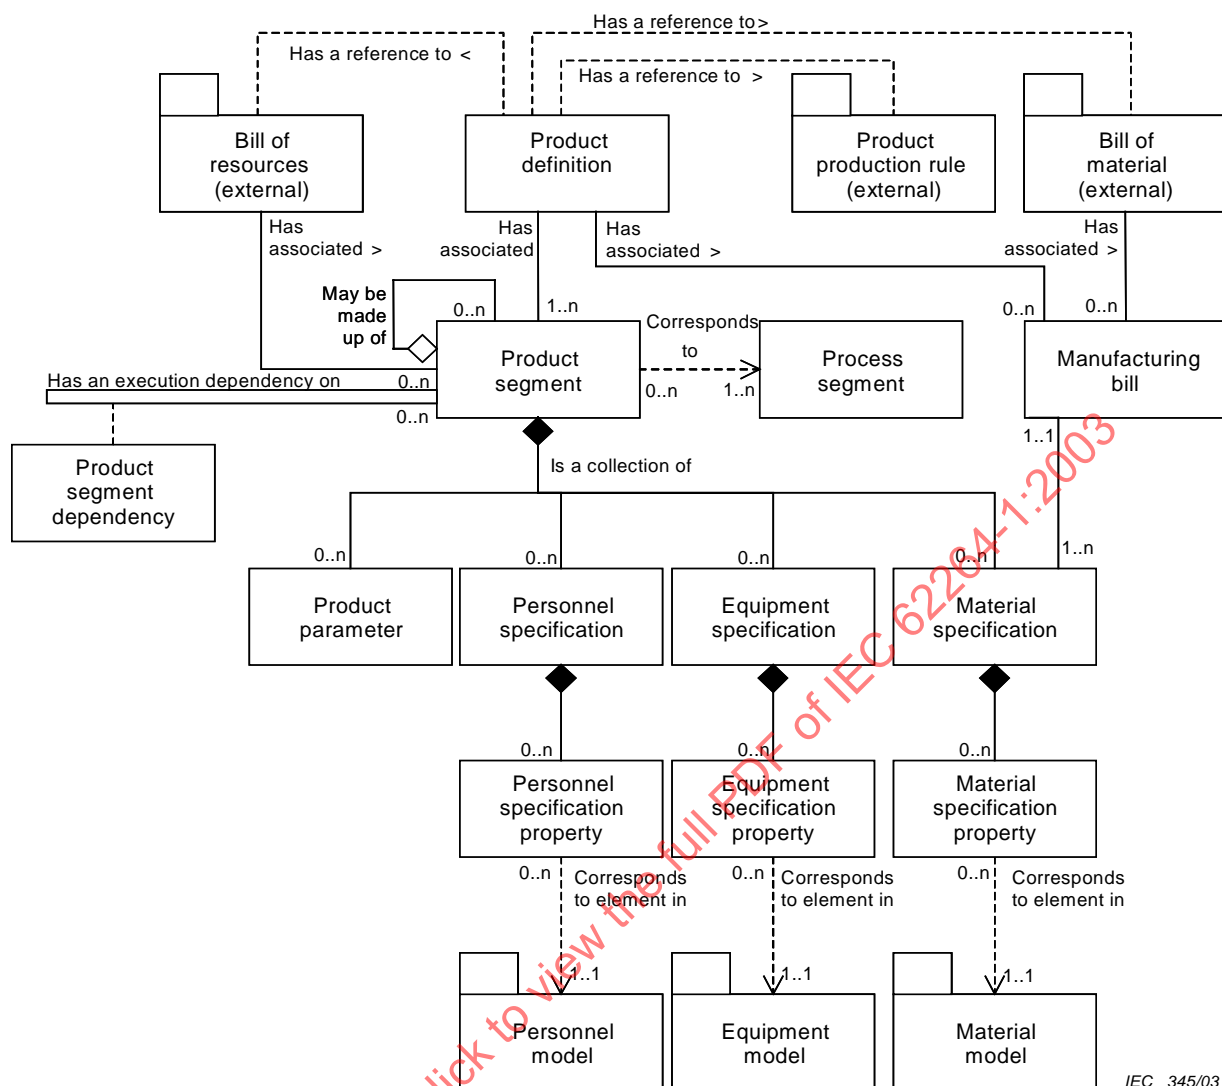 Has a reference to >
Has a reference to <
Has a reference to >
Bill of
resources
(external)
Product
definition
Product
production rule
(external)
Bill of
material
(external)
Has
associated >
Has
associated
Has
associated >
Has
associated >
May be
made
up of
0..n
1..n
0..n
0..n
Product
segment
Corresponds
to
0..n
1..n
Process
segment
Manufacturing
bill
Has an execution dependency on
0..n
0..n
1..1
Product
segment
dependency
Is a collection of
0..n
0..n
0..n
0..n
1..n
Product
parameter
Personnel
specification
Equipment
specification
Material
specification
0..n
0..n
0..n
Personnel
specification
property
Equipment
specification
property
Material
specification
property
0..n
Corresponds
to element in
0..n
Corresponds
to element in
0..n
Corresponds
to element in
1..1
1..1
1..1
Personnel
model
Equipment
model
Material
model
IEC 345/03
lick to view the full PDF of IEC 62264-1:2003